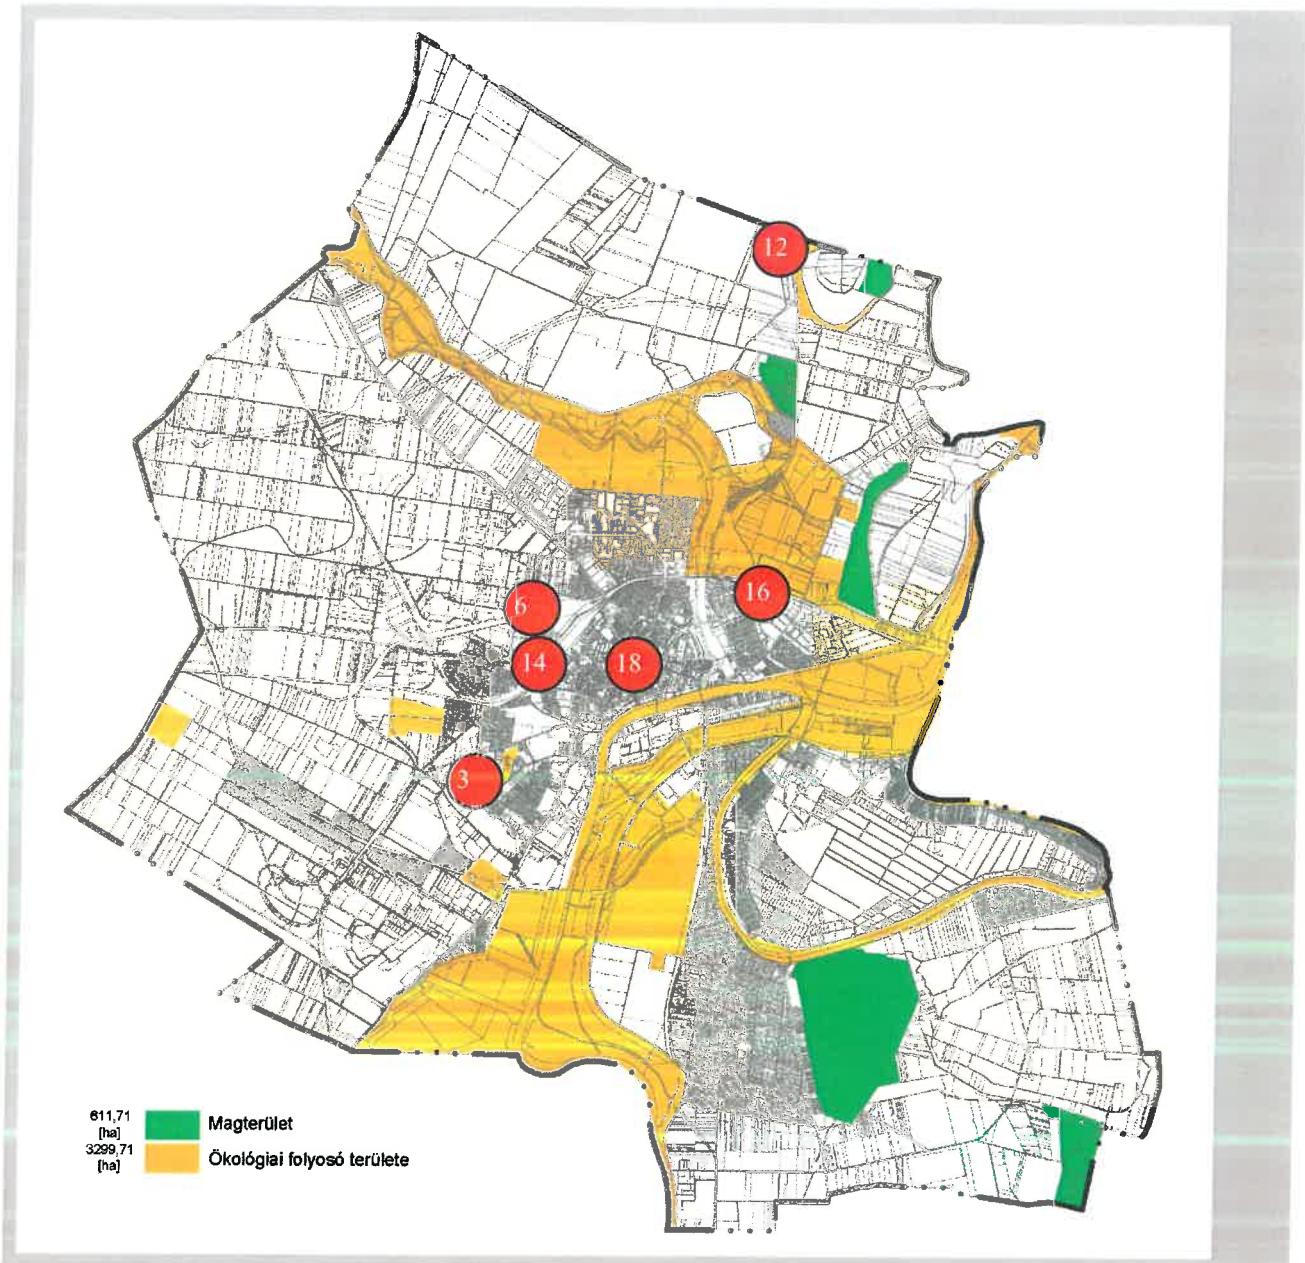 12
6
16
14
18
3
611,71
[ha]
Magterület
3299,71
[ha]
Ökológiai folyosó területe